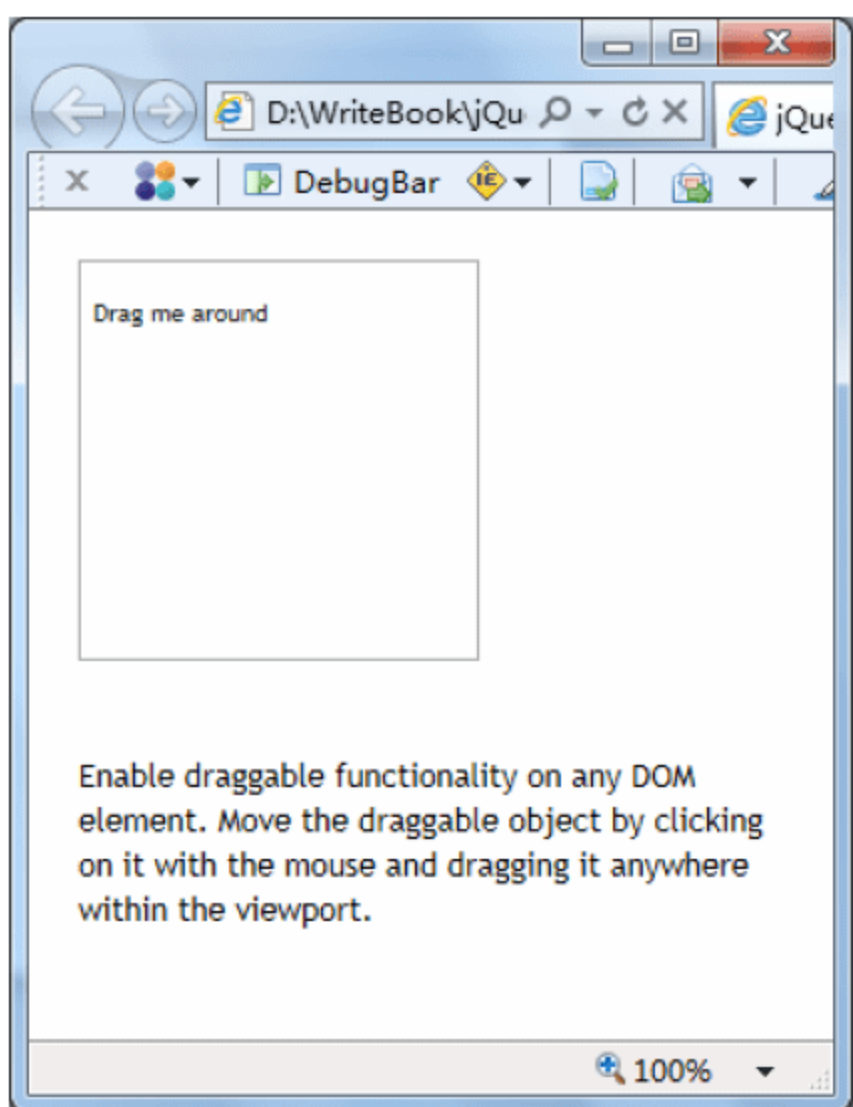 D:\WriteBook\jQu
jQue
DebugBar
Drag me around
Enable draggable functionality on any DOM
element. Move the draggable object by clicking
on it with the mouse and dragging it anywhere
within the viewport.
100%